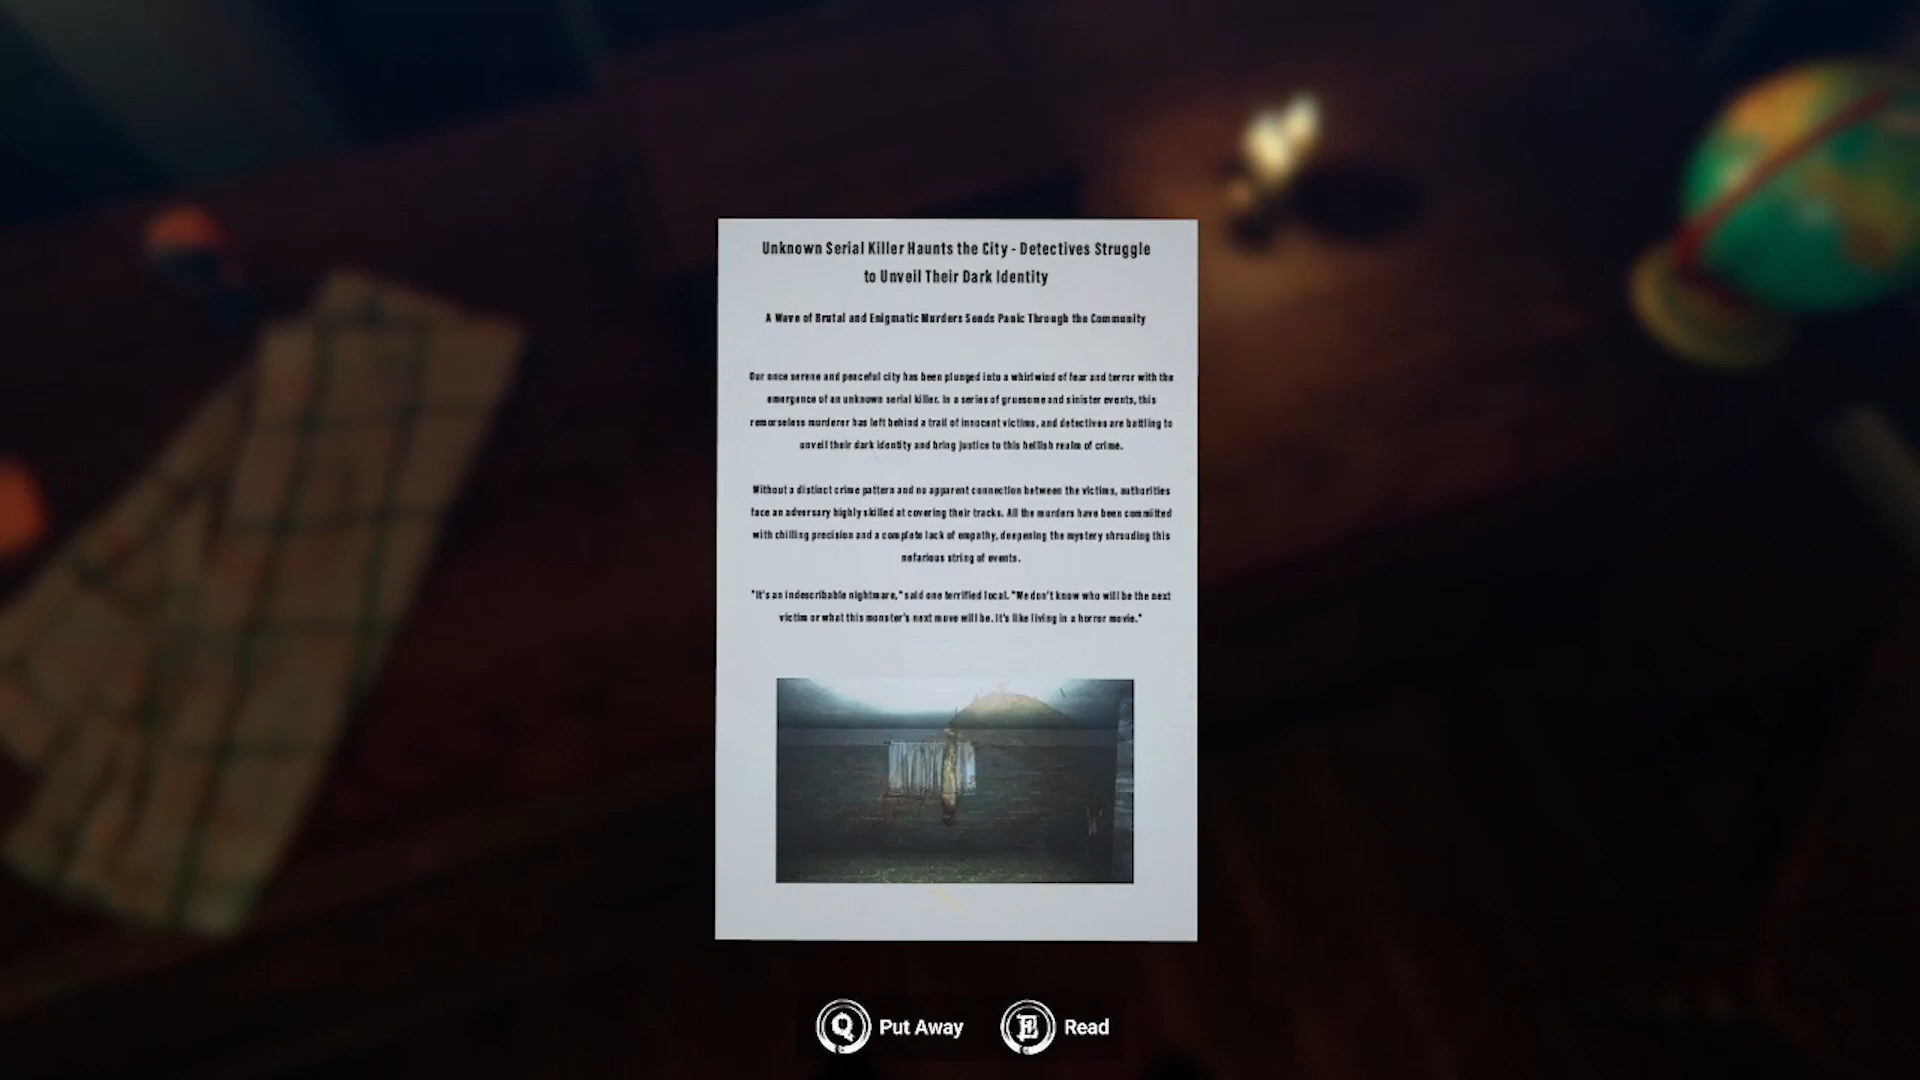 Unknown Serial Killer Haunts the City - Detectives Struggle
to Unveil Their Dark Identity
A Wave of Brutal and Enigmatic Murders Sends Panic Through the Community
Our once serene and peaceful city has been plunged into a whirlwind of fear and terror with the
emergence of an unknown serial killer. In a series of gruesome and sinister events, this
remorseless murderer has left behind a trail of innocent victims, and detectives are battling to
unveil their dark identity and bring justice to this hellish realm of crime.
Without a distinct crime pattern and no apparent connection between the victims, authorities
face an adversary highly skilled at covering their tracks. All the murders have been committed
with chilling precision and a complete lack of empathy, deepening the mystery shrouding this
nefarious string of events.
"It's an indescribable nightmare," said one terrified local. "We don't know who will be the next
victim or what this monster's next move will be. It's like living in a horror movie."
Q Put Away E Read